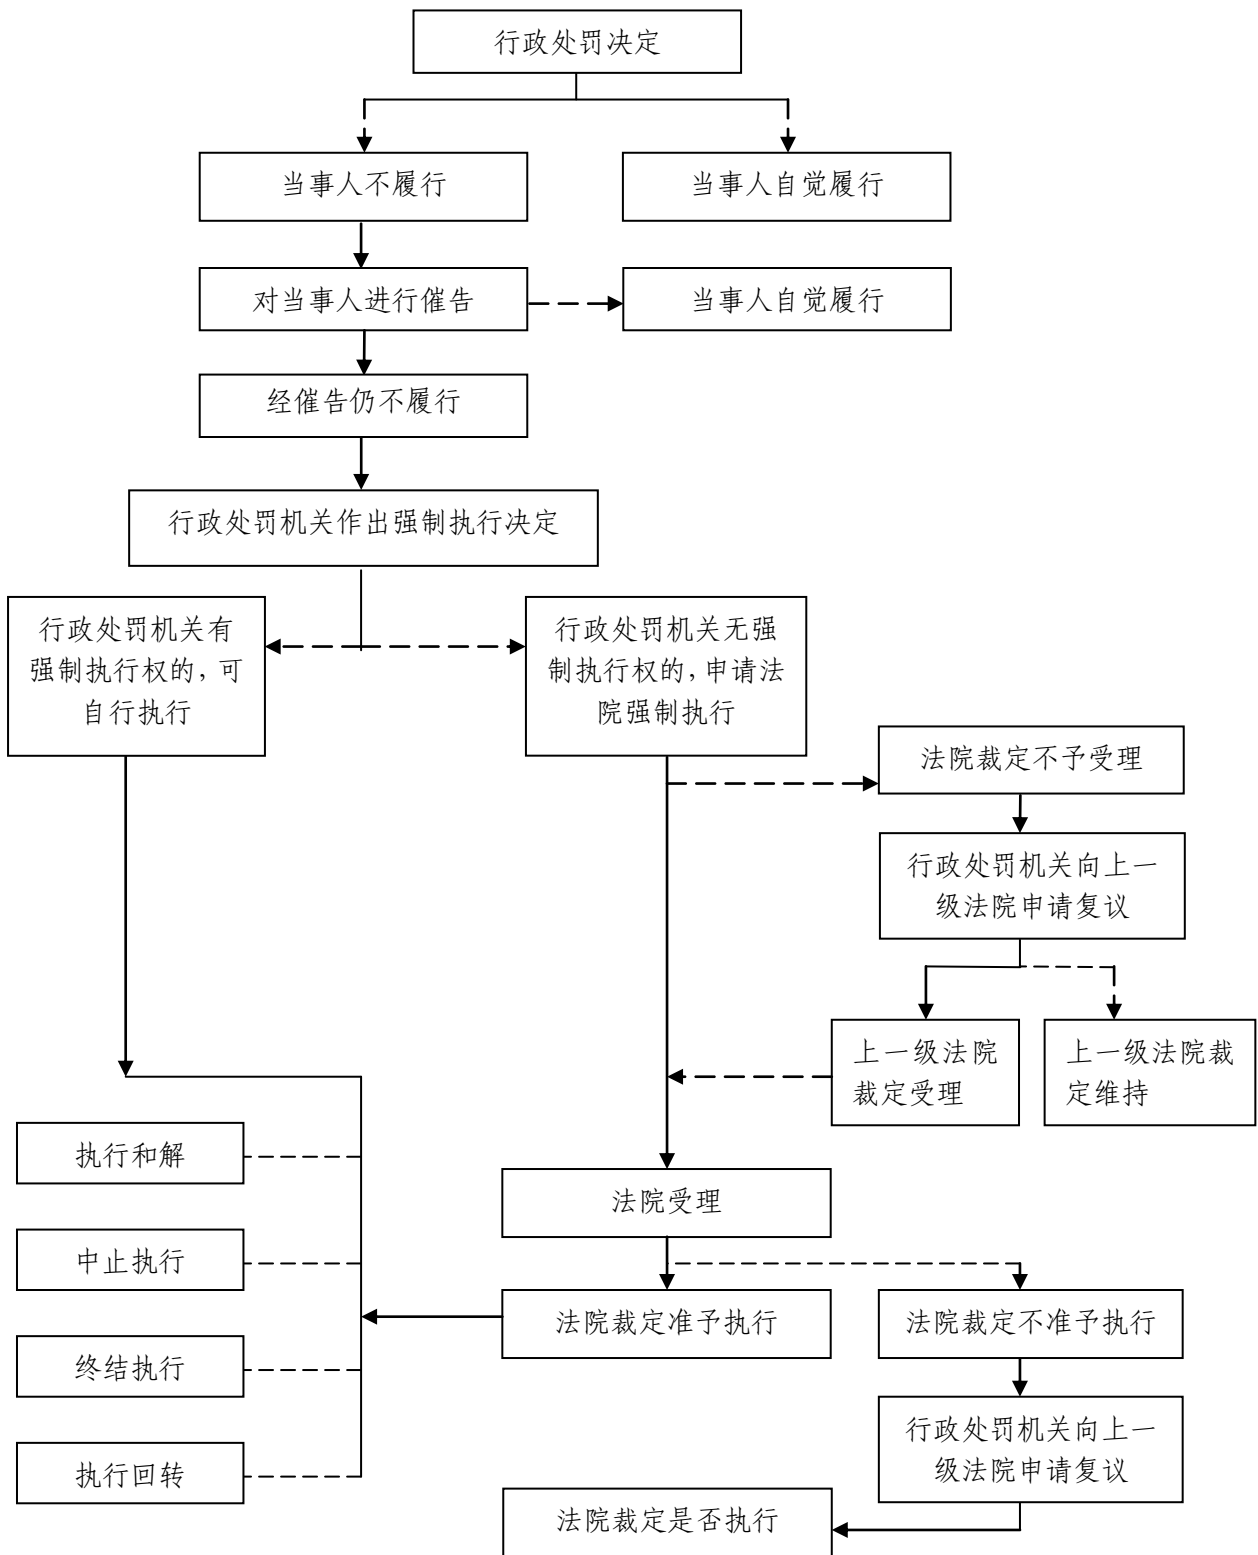 行政处罚决定
当事人不履行
当事人自觉履行
对当事人进行催告
当事人自觉履行
经催告仍不履行
行政处罚机关作出强制执行决定
行政处罚机关有
强制执行权的，可
自行执行
行政处罚机关无强
制执行权的，申请法
院强制执行
法院裁定不予受理
行政处罚机关向上一
级法院申请复议
上一级法院
裁定受理
上一级法院裁
定维持
执行和解
法院受理
中止执行
法院裁定准予执行
法院裁定不准予执行
终结执行
行政处罚机关向上一
级法院申请复议
执行回转
法院裁定是否执行